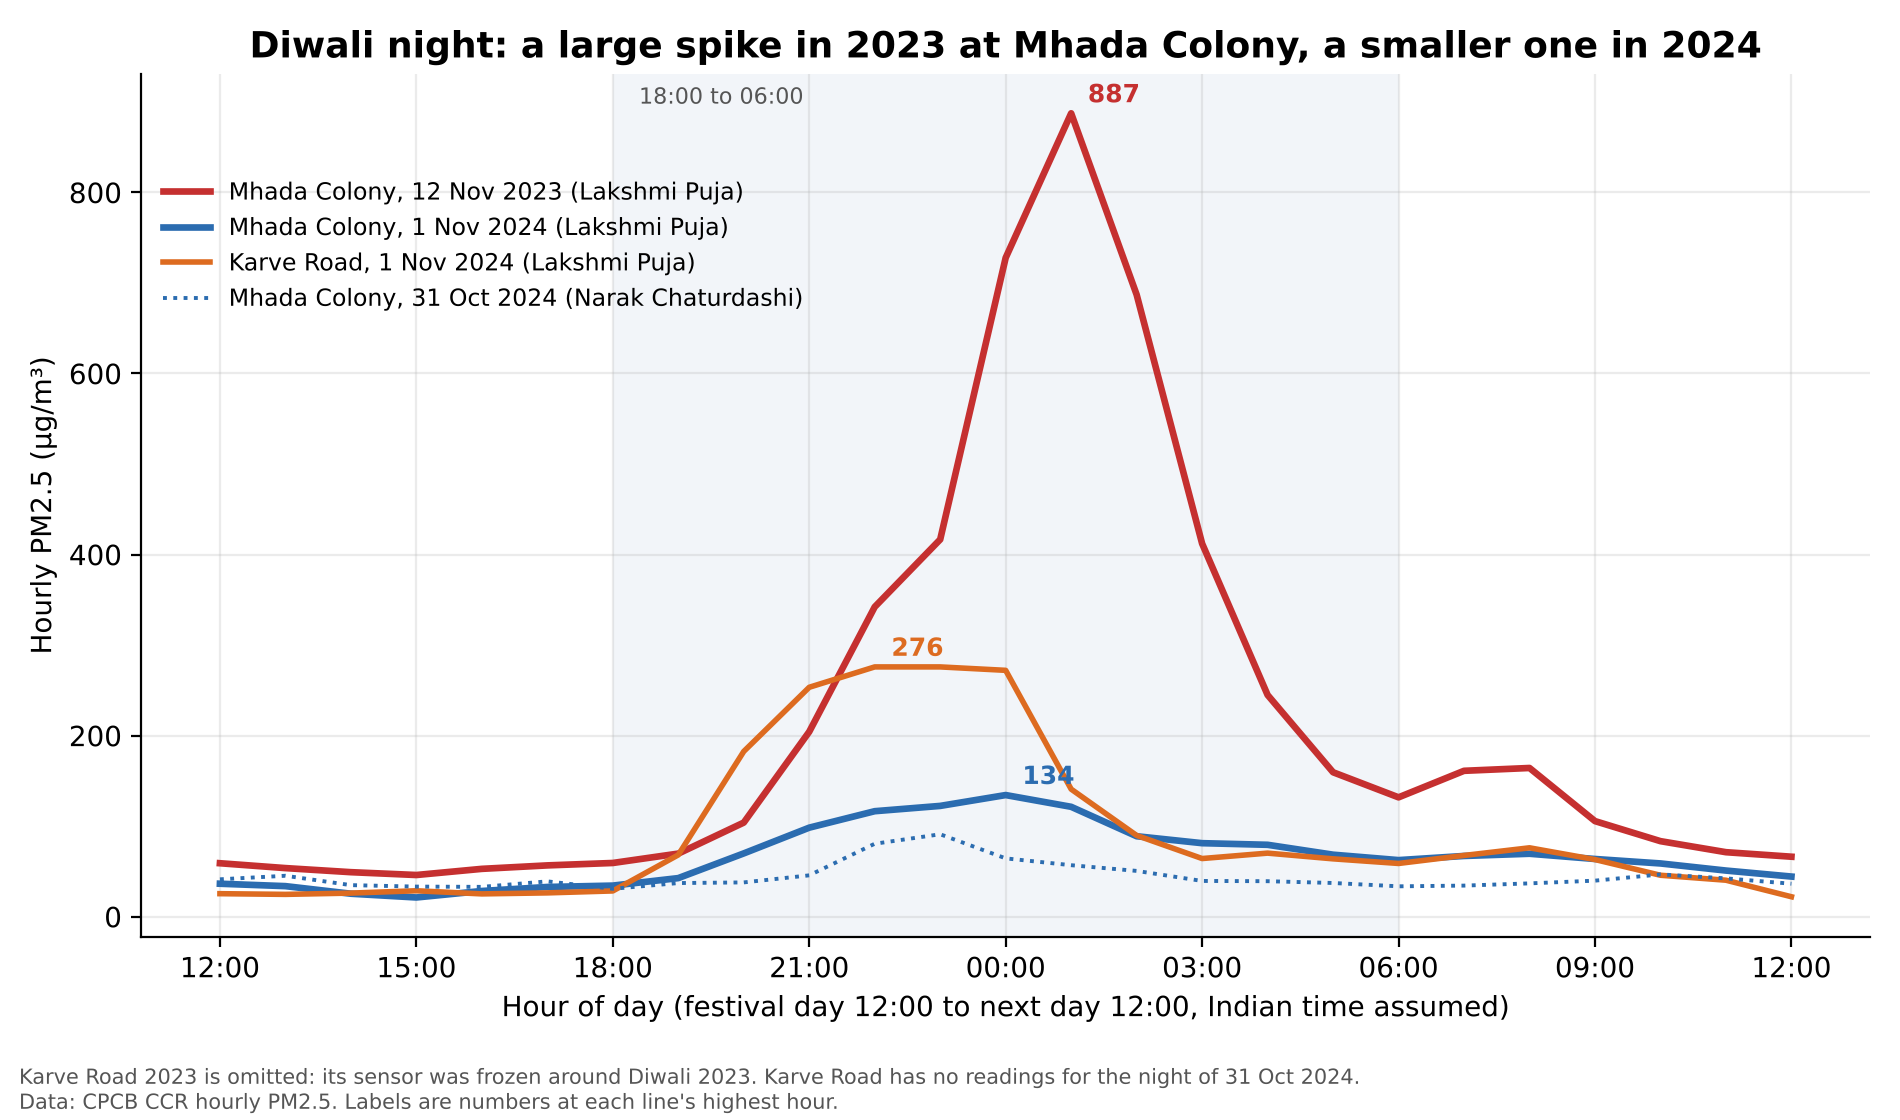 Diwali night: a large spike in 2023 at Mhada Colony, a smaller one in 2024
18:00 to 06:00
887
Mhada Colony, 12 Nov 2023 (Lakshmi Puja)
Mhada Colony, 1 Nov 2024 (Lakshmi Puja)
Karve Road, 1 Nov 2024 (Lakshmi Puja)
Mhada Colony, 31 Oct 2024 (Narak Chaturdashi)
276
134
Hourly PM2.5 (µg/m³)
800
600
400
200
0
12:00 15:00 18:00 21:00 00:00 03:00 06:00 09:00 12:00
Hour of day (festival day 12:00 to next day 12:00, Indian time assumed)
Karve Road 2023 is omitted: its sensor was frozen around Diwali 2023. Karve Road has no readings for the night of 31 Oct 2024.
Data: CPCB CCR hourly PM2.5. Labels are numbers at each line's highest hour.